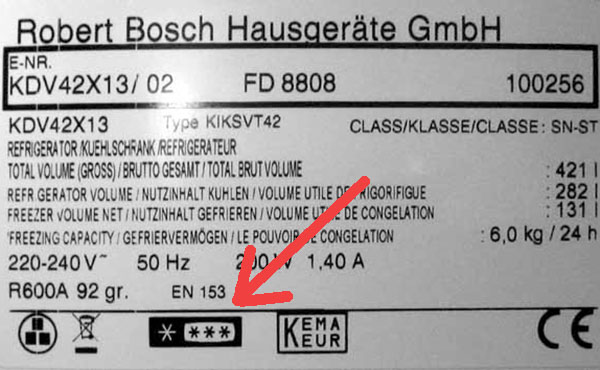 Robert Bosch Hausgeräte GmbH
E-NR.
KDV42X13/ 02 FD 8808 100256
KDV42X13 Type KIKSVT42 CLASS/KLASSE/CLASSE : SN-ST
REFRIGERATOR/KUEHLSCHRANK/REFRIGERATEUR
TOTAL VOLUME (GROSS) / BRUTTO GESAMT / TOTAL BRUT VOLUME : 421 l
REFR GERATOR VOLUME / NUTZINHALT KUHLEN / VOLUME UTILE DE FRIGORIFIGUE : 282 l
FREEZER VOLUME NET / NUTZINHALT GEFRIEREN / VOLUME UTILE DE CONGELATION : 131 l
FREEZING CAPACITY / GEFRIERVERMÖGEN / LE POUVOIR DE CONGELATION : 6,0 kg / 24 h
220-240 V~ 50 Hz 200 W 1,40 A
R600A 92 gr. EN 153
* *** KEMA EUR CE